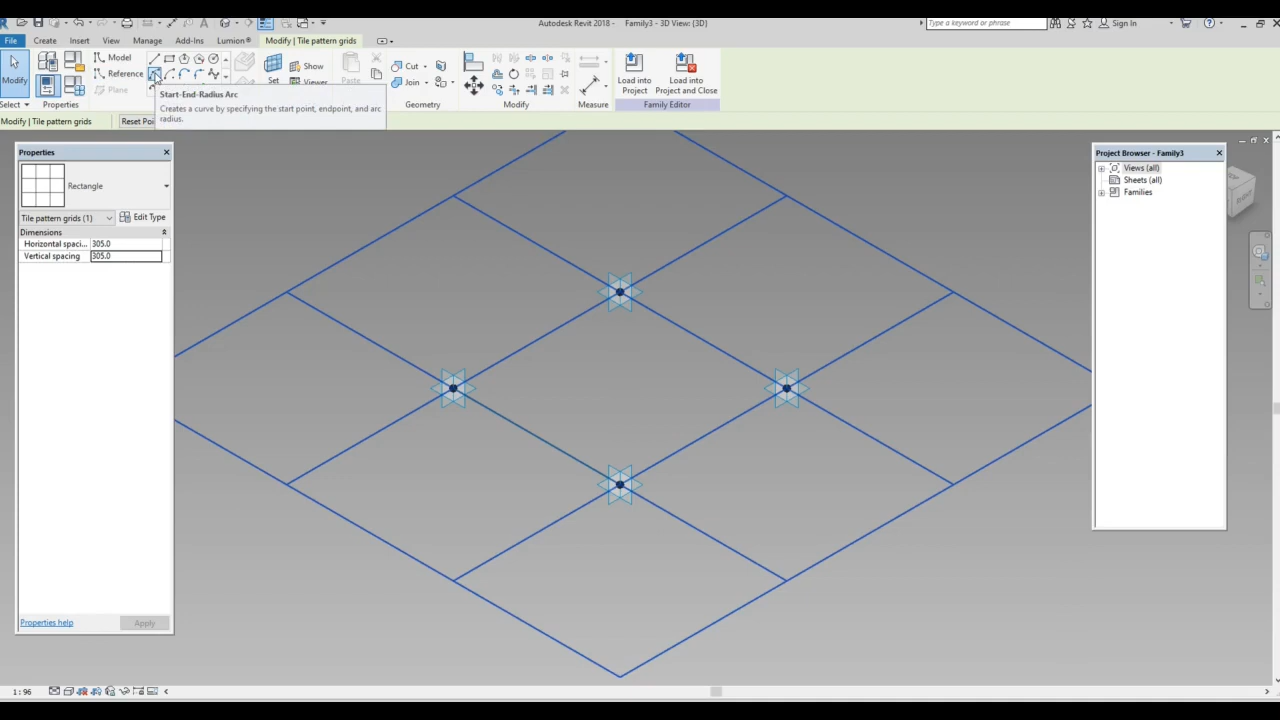 Autodesk Revit 2018 - Family3 - 3D View: {3D}
Type a keyword or phrase
Sign In
File Create Insert View Manage Add-Ins Lumion® Modify | Tile pattern grids
Modify
Model
Reference
Plane
Set
Show
Viewer
Paste
Cut
Join
Load into
Project
Load into
Project and Close
Select Properties Geometry Modify Measure Family Editor
Start-End-Radius Arc
Creates a curve by specifying the start point, endpoint, and arc
radius.
Modify | Tile pattern grids Reset Poi
Properties
Rectangle
Tile pattern grids (1) Edit Type
Dimensions
Horizontal spaci... 305.0
Vertical spacing 305.0
Properties help Apply
Project Browser - Family3
Views (all)
Sheets (all)
Families
1 : 96